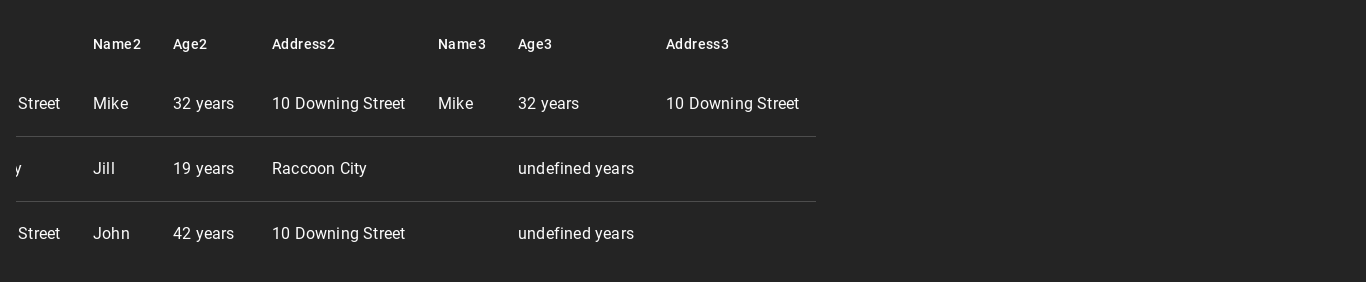 Name2 Age2 Address2 Name3 Age3 Address3
Street Mike 32 years 10 Downing Street Mike 32 years 10 Downing Street
y Jill 19 years Raccoon City undefined years
Street John 42 years 10 Downing Street undefined years